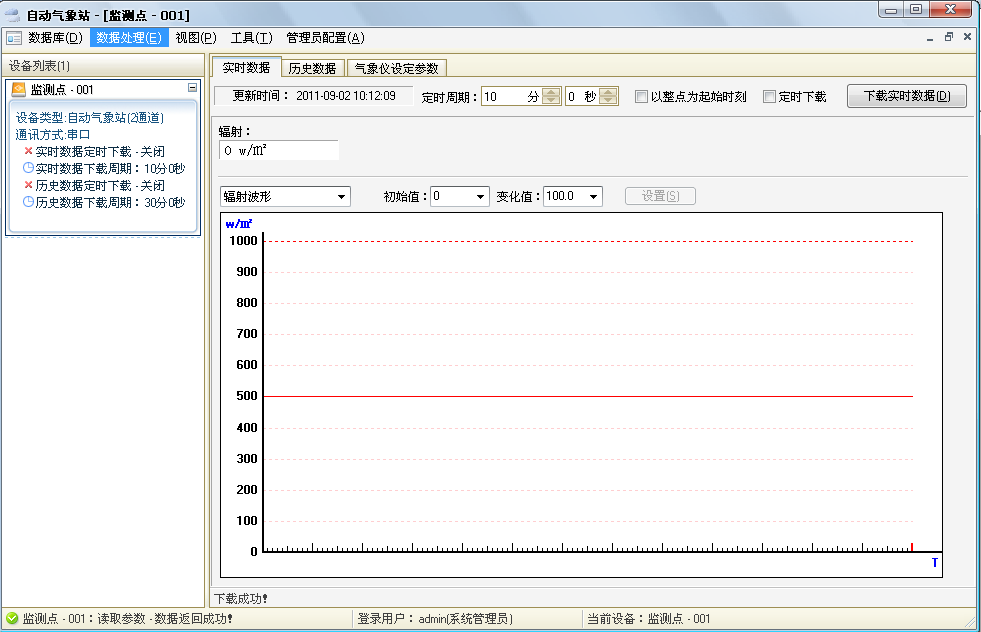 自动气象站 - [监测点 - 001]
数据库(D) 数据处理(E) 视图(P) 工具(T) 管理员配置(A)
设备列表(1)
监测点 - 001
设备类型:自动气象站(2通道)
通讯方式:串口
实时数据定时下载 - 关闭
实时数据下载周期：10分0秒
历史数据定时下载 - 关闭
历史数据下载周期：30分0秒
实时数据 历史数据 气象仪设定参数
更新时间： 2011-09-02 10:12:09 定时周期：10 分 0 秒 以整点为起始时刻 定时下载 下载实时数据(D)
辐射：
0 w/m²
辐射波形 初始值：0 变化值：100.0 设置(S)
w/m²
1000
900
800
700
600
500
400
300
200
100
0
T
下载成功!
监测点 - 001：读取参数 - 数据返回成功! 登录用户： admin(系统管理员) 当前设备：监测点 - 001